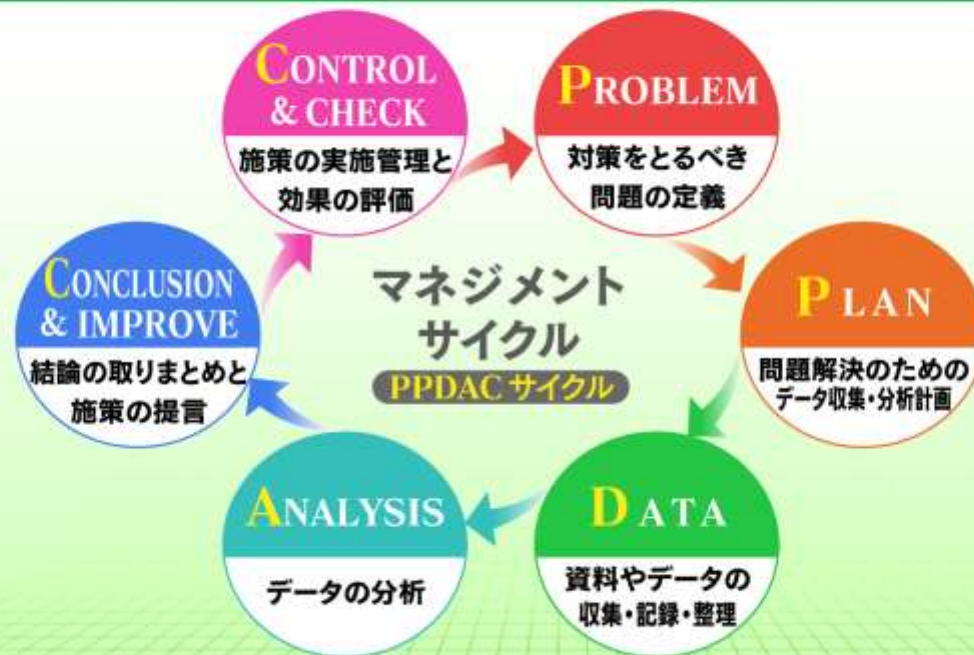 CONTROL
& CHECK
施策の実施管理と
効果の評価
PROBLEM
対策をとるべき
問題の定義
PLAN
問題解決のための
データ収集・分析計画
DATA
資料やデータの
収集・記録・整理
ANALYSIS
データの分析
CONCLUSION
& IMPROVE
結論の取りまとめと
施策の提言
マネジメント
サイクル
PPDACサイクル